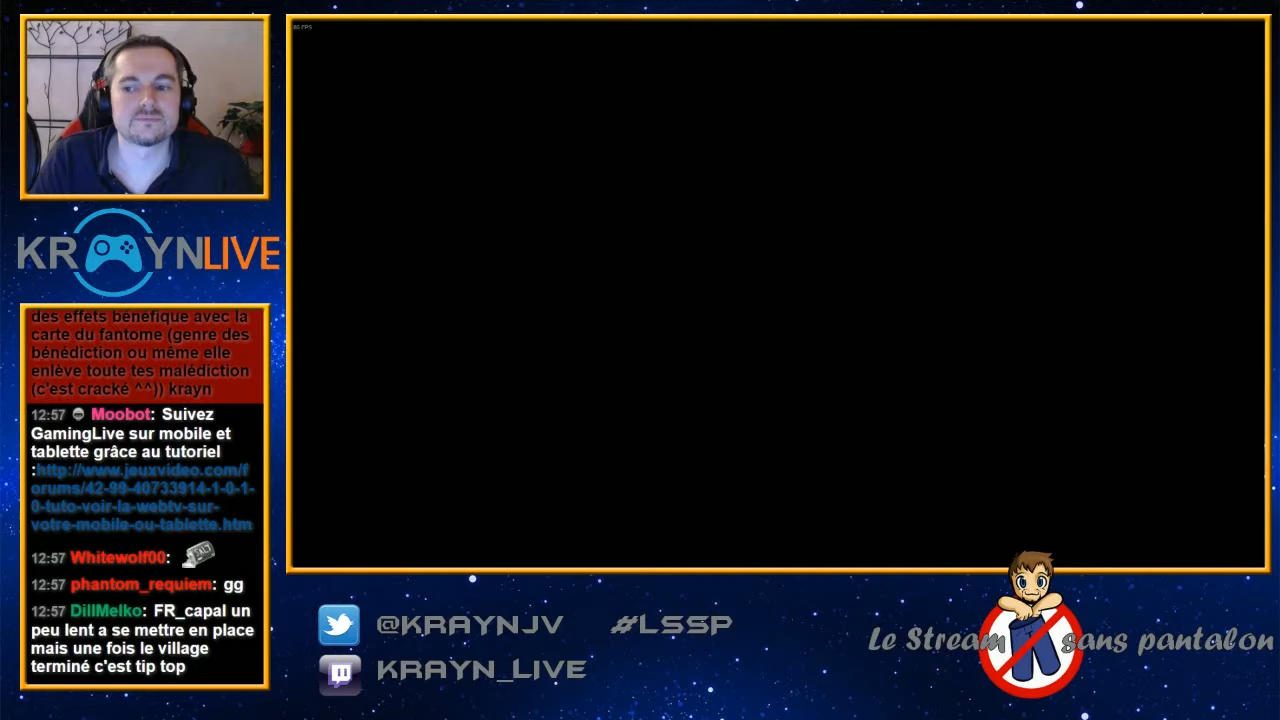 60 FPS
KRAYNLIVE
des effets bénéfique avec la
carte du fantome (genre des
bénédiction ou même elle
enlève toute tes malédiction
(c'est cracké ^^)) krayn
12:57 Moobot: Suivez
GamingLive sur mobile et
tablette grâce au tutoriel
:http://www.jeuxvideo.com/f
orums/42-99-40733914-1-0-1-
0-tuto-voir-la-webtv-sur-
votre-mobile-ou-tablette.htm
12:57 Whitewolf00: SALT
12:57 phantom_requiem: gg
12:57 DillMelko: FR_capal un
peu lent a se mettre en place
mais une fois le village
terminé c'est tip top
@KRAYNJV #LSSP
KRAYN_LIVE
Le Stream sans pantalon